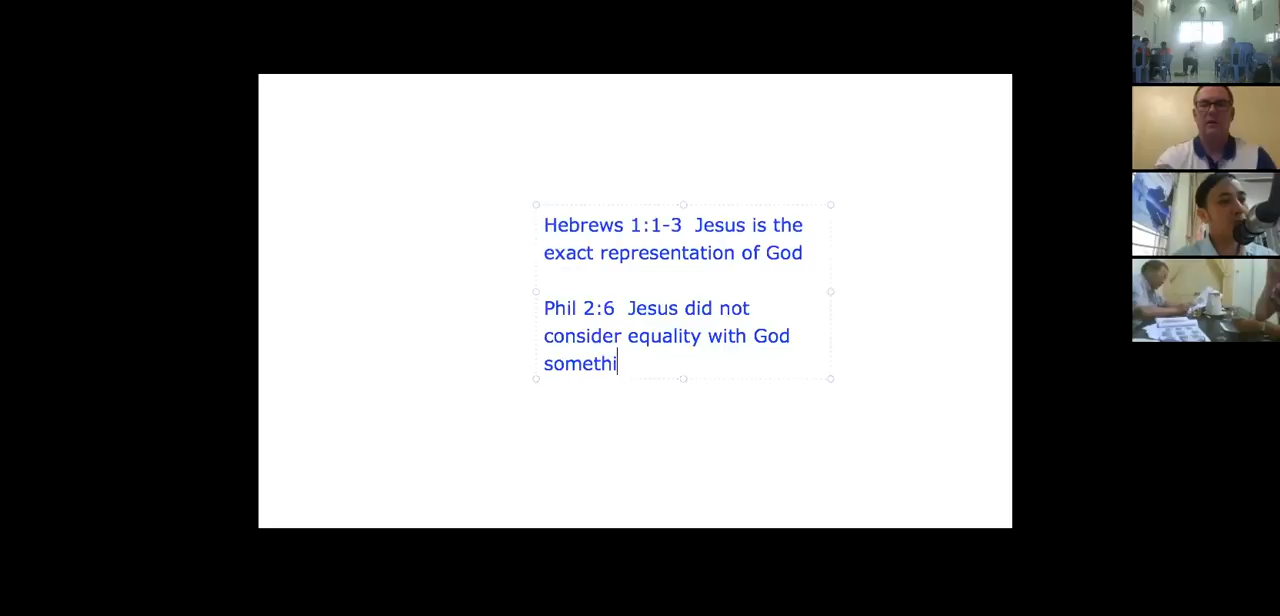 Hebrews 1:1-3  Jesus is the
exact representation of God
Phil 2:6  Jesus did not
consider equality with God
somethi